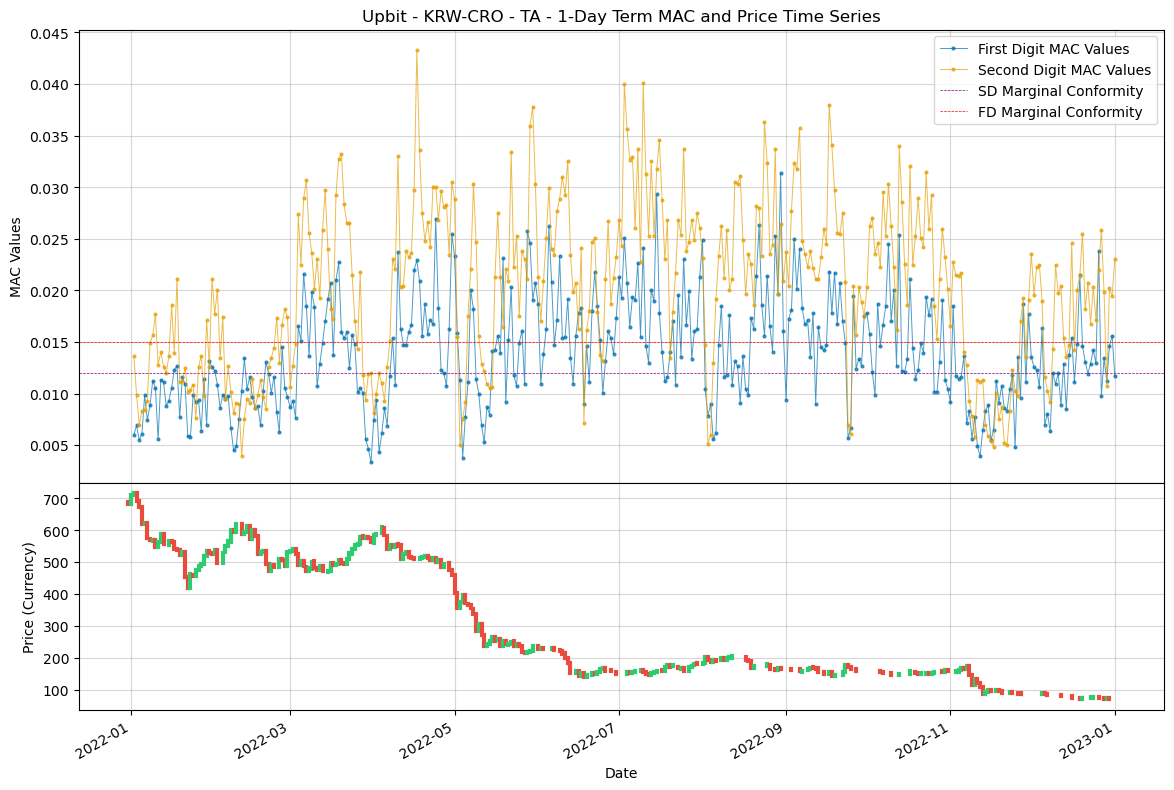 Upbit - KRW-CRO - TA - 1-Day Term MAC and Price Time Series
First Digit MAC Values
Second Digit MAC Values
SD Marginal Conformity
FD Marginal Conformity
MAC Values
0.045
0.040
0.035
0.030
0.025
0.020
0.015
0.010
0.005
Price (Currency)
700
600
500
400
300
200
100
2022-01
2022-03
2022-05
2022-07
2022-09
2022-11
2023-01
Date